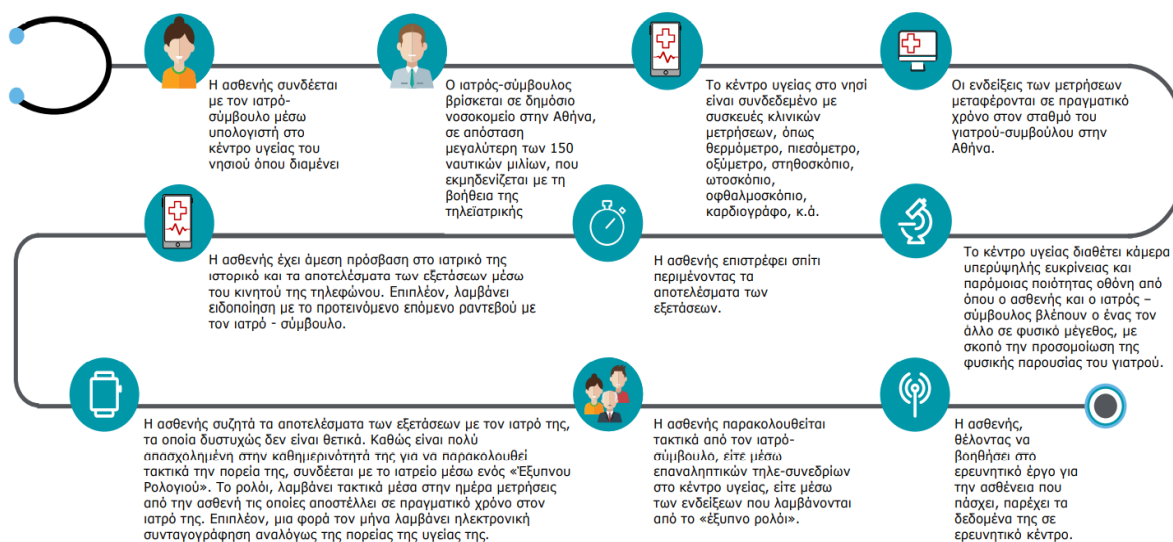 Η ασθενής συνδέεται
με τον ιατρό-
σύμβουλο μέσω
υπολογιστή στο
κέντρο υγείας του
νησιού όπου διαμένει
Ο ιατρός-σύμβουλος
βρίσκεται σε δημόσιο
νοσοκομείο στην Αθήνα,
σε απόσταση
μεγαλύτερη των 150
ναυτικών μιλίων, που
εκμηδενίζεται με τη
βοήθεια της
τηλεϊατρικής
Το κέντρο υγείας στο νησί
είναι συνδεδεμένο με
συσκευές κλινικών
μετρήσεων, όπως
θερμόμετρο, πιεσόμετρο,
οξύμετρο, στηθοσκόπιο,
ωτοσκόπιο,
οφθαλμοσκόπιο,
καρδιογράφο, κ.ά.
Οι ενδείξεις των μετρήσεων
μεταφέρονται σε πραγματικό
χρόνο στον σταθμό του
γιατρού-συμβούλου στην
Αθήνα.
Το κέντρο υγείας διαθέτει κάμερα
υπερύψηλής ευκρίνειας και
παρόμοιας ποιότητας οθόνη από
όπου ο ασθενής και ο ιατρός –
σύμβουλος βλέπουν ο ένας τον
άλλο σε φυσικό μέγεθος, με
σκοπό την προσομοίωση της
φυσικής παρουσίας του γιατρού.
Η ασθενής επιστρέφει σπίτι
περιμένοντας τα
αποτελέσματα των
εξετάσεων.
Η ασθενής έχει άμεση πρόσβαση στο ιατρικό της
ιστορικό και τα αποτελέσματα των εξετάσεων μέσω
του κινητού της τηλεφώνου. Επιπλέον, λαμβάνει
ειδοποίηση με το προτεινόμενο επόμενο ραντεβού με
τον ιατρό - σύμβουλο.
Η ασθενής συζητά τα αποτελέσματα των εξετάσεων με τον ιατρό της,
τα οποία δυστυχώς δεν είναι θετικά. Καθώς είναι πολύ
απασχολημένη στην καθημερινότητά της για να παρακολουθεί
τακτικά την πορεία της, συνδέεται με το ιατρείο μέσω ενός «Έξυπνου
Ρολογιού». Το ρολόι, λαμβάνει τακτικά μέσα στην ημέρα μετρήσεις
από την ασθενή τις οποίες αποστέλλει σε πραγματικό χρόνο στον
ιατρό της. Επιπλέον, μια φορά τον μήνα λαμβάνει ηλεκτρονική
συνταγογράφηση αναλόγως της πορείας της υγείας της.
Η ασθενής παρακολουθείται
τακτικά από τον ιατρό-
σύμβουλο, είτε μέσω
επαναληπτικών τηλε-συνεδρίων
στο κέντρο υγείας, είτε μέσω
των ενδείξεων που λαμβάνονται
από το «έξυπνο ρολόι».
Η ασθενής,
θέλοντας να
βοηθήσει στο
ερευνητικό έργο για
την ασθένεια που
πάσχει, παρέχει τα
δεδομένα της σε
ερευνητικό κέντρο.